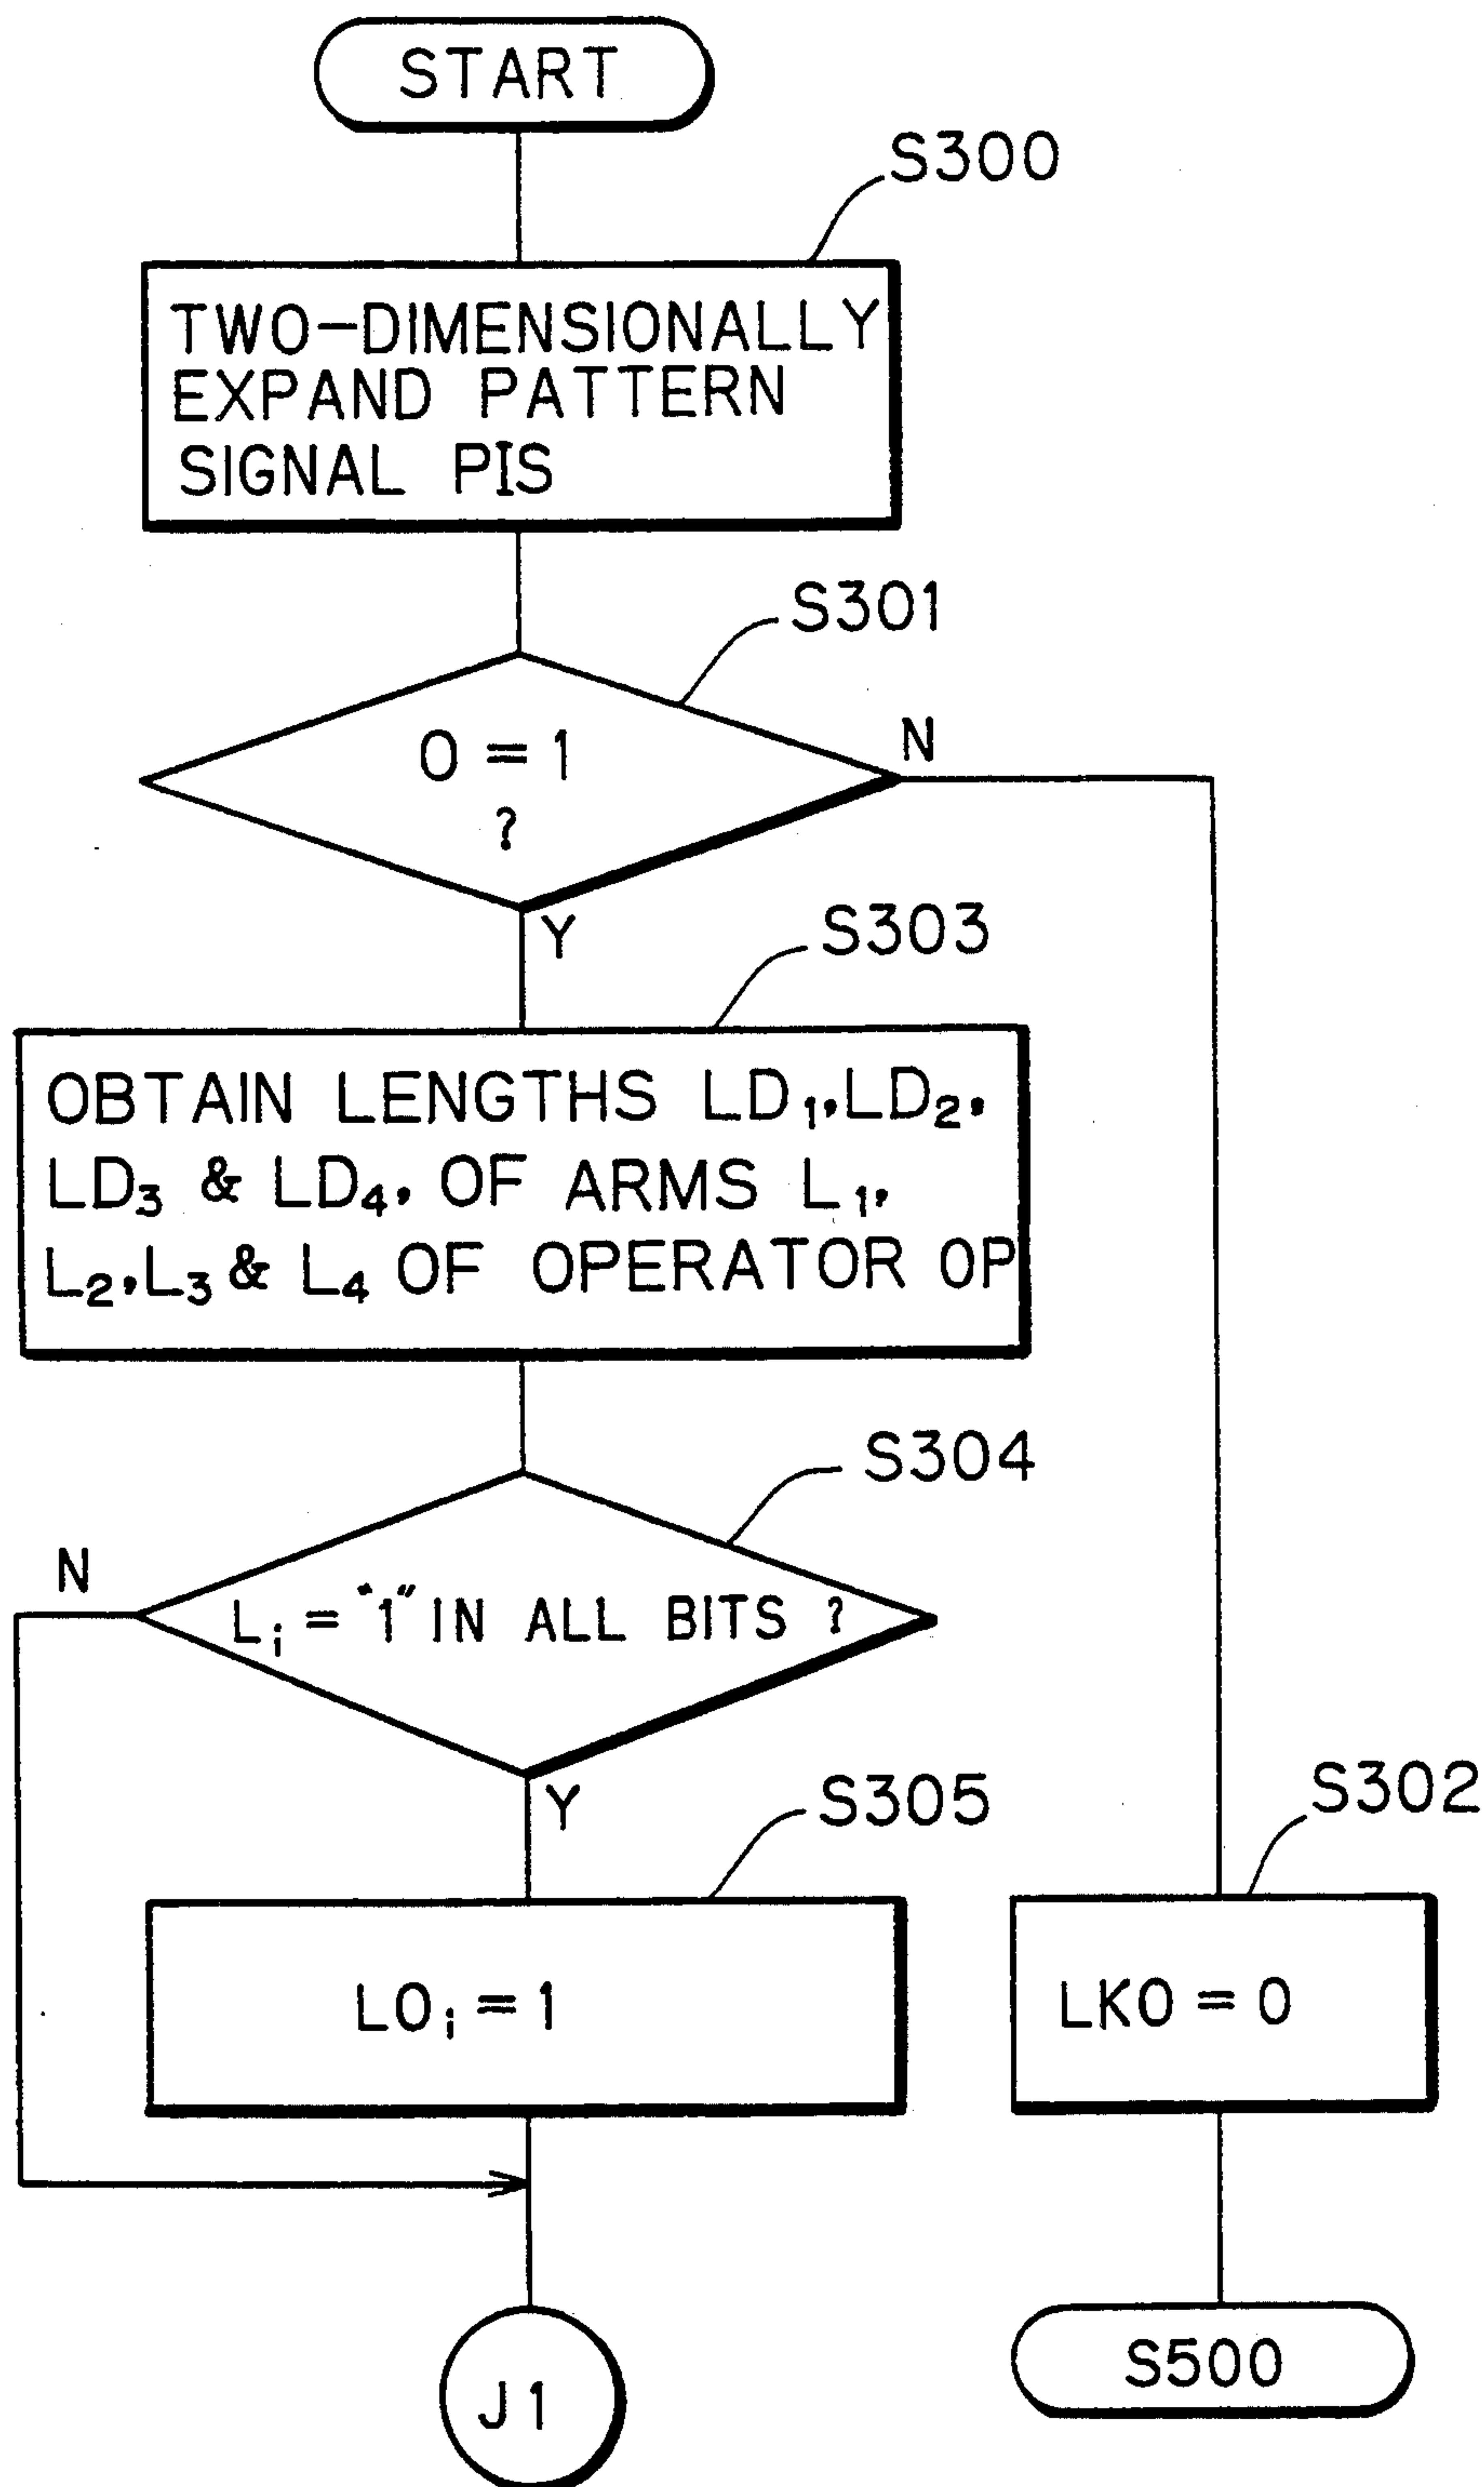 START
S300
TWO-DIMENSIONALLY
EXPAND PATTERN
SIGNAL PIS
S301
O = 1
?
N
Y
S303
OBTAIN LENGTHS LD₁,LD₂,
LD₃ & LD₄, OF ARMS L₁,
L₂,L₃ & L₄ OF OPERATOR OP
S304
N
Lᵢ = "1" IN ALL BITS ?
Y
S305
S302
LOᵢ = 1
LKO = 0
J1
S500